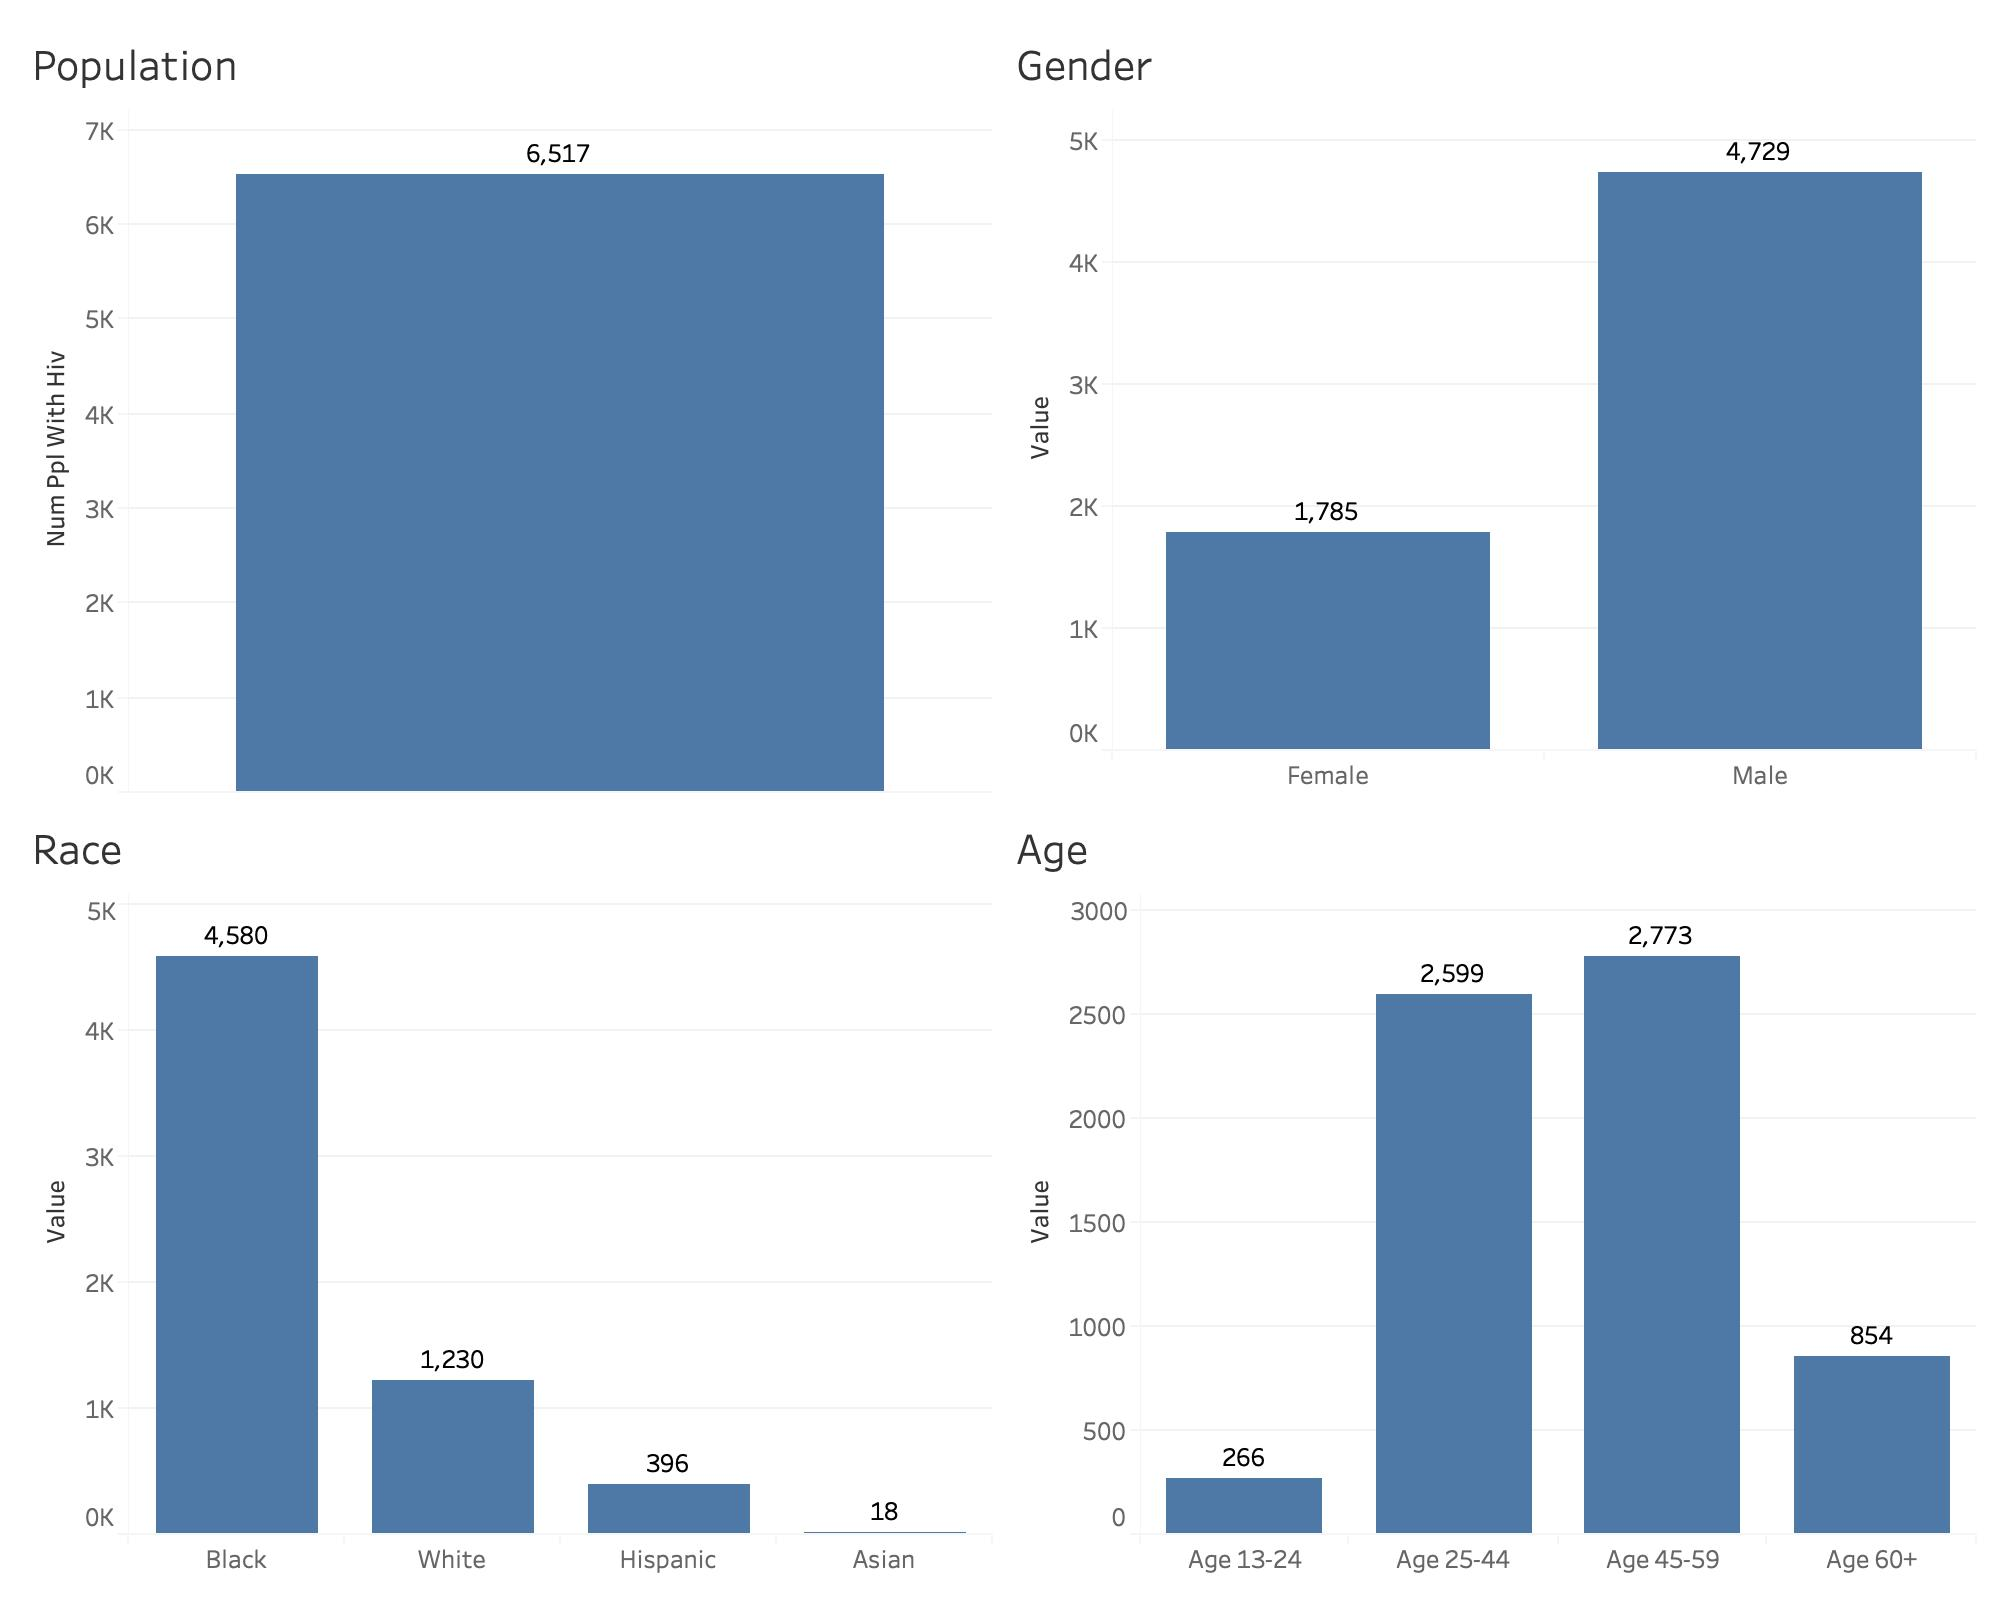 Population
7K
6K
5K
4K
3K
2K
1K
0K
Num Ppl With Hiv
6,517
Gender
5K
4K
3K
2K
1K
0K
Value
1,785
4,729
Female
Male
Race
5K
4K
3K
2K
1K
0K
Value
4,580
1,230
396
18
Black
White
Hispanic
Asian
Age
3000
2500
2000
1500
1000
500
0
Value
266
2,599
2,773
854
Age 13-24
Age 25-44
Age 45-59
Age 60+